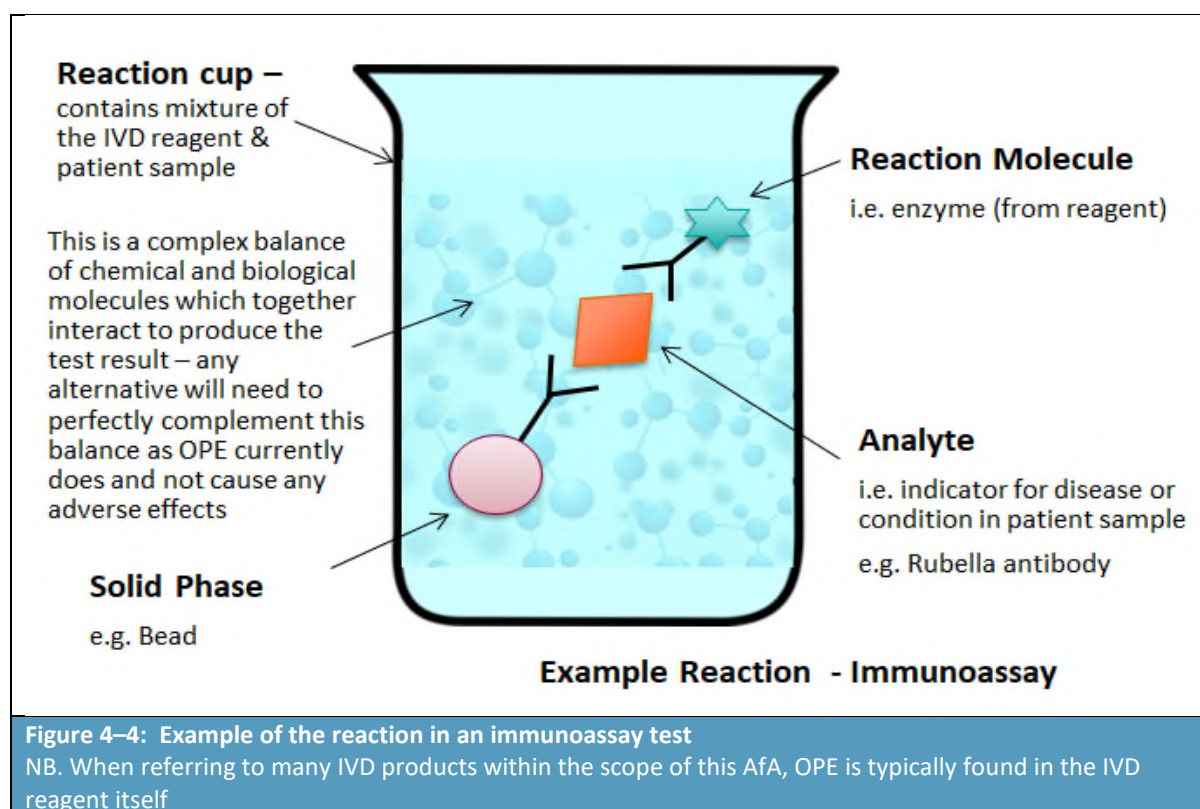 Reaction cup –
contains mixture of
the IVD reagent &
patient sample
This is a complex balance
of chemical and biological
molecules which together
interact to produce the
test result – any
alternative will need to
perfectly complement this
balance as OPE currently
does and not cause any
adverse effects
Solid Phase
e.g. Bead
Reaction Molecule
i.e. enzyme (from reagent)
Analyte
i.e. indicator for disease or
condition in patient sample
e.g. Rubella antibody
Example Reaction - Immunoassay
Figure 4–4: Example of the reaction in an immunoassay test
NB. When referring to many IVD products within the scope of this AfA, OPE is typically found in the IVD
reagent itself